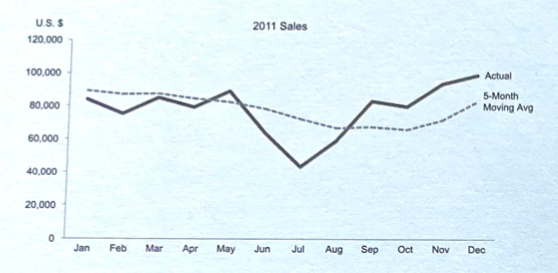 U.S. $
2011 Sales
120,000
100,000
80,000
60,000
40,000
20,000
0
Actual
5-Month
Moving Avg
Jan Feb Mar Apr May Jun Jul Aug Sep Oct Nov Dec